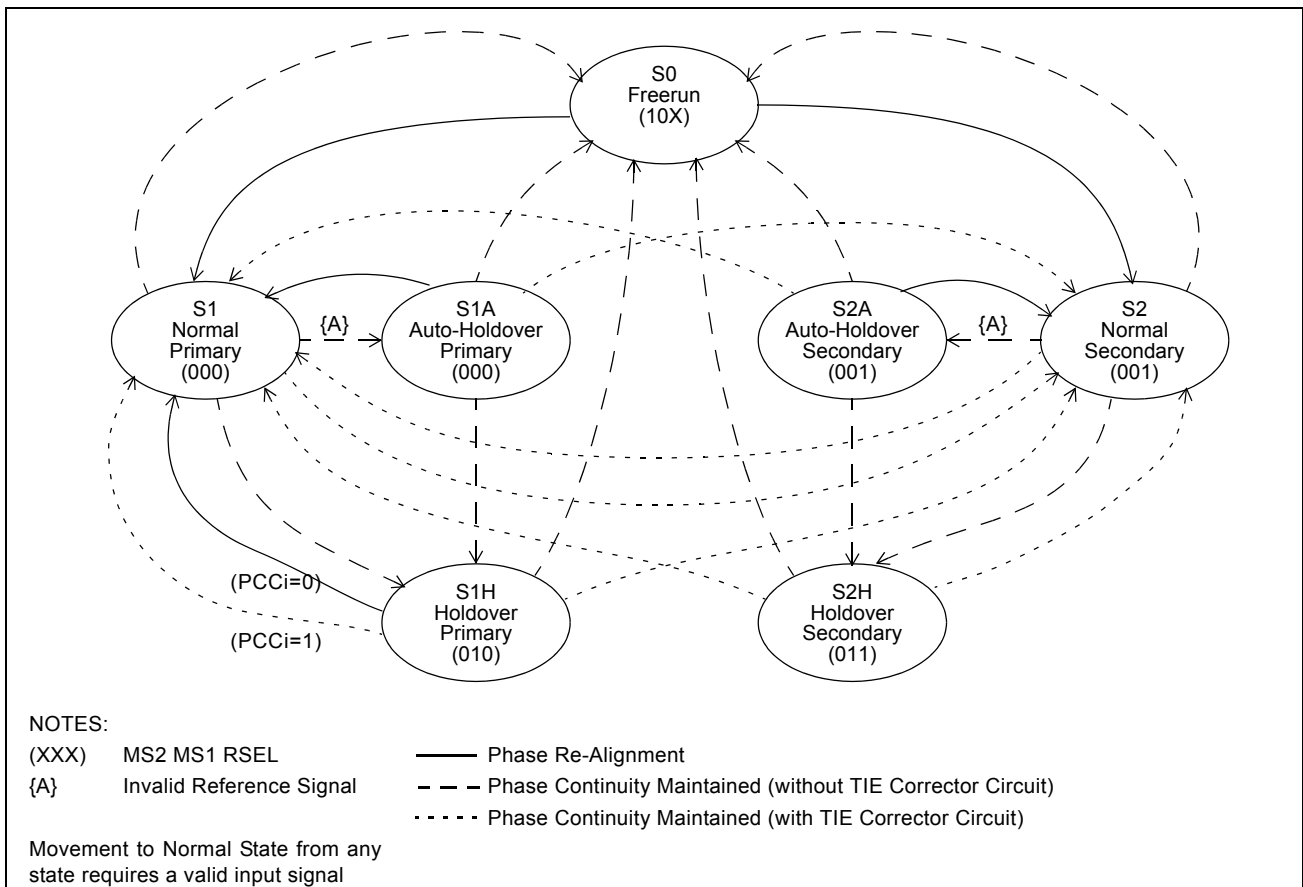 S0
Freerun
(10X)
S1
Normal
Primary
(000)
{A}
S1A
Auto-Holdover
Primary
(000)
S2A
Auto-Holdover
Secondary
(001)
{A}
S2
Normal
Secondary
(001)
(PCCi=0)
(PCCi=1)
S1H
Holdover
Primary
(010)
S2H
Holdover
Secondary
(011)
NOTES:
(XXX) MS2 MS1 RSEL
{A} Invalid Reference Signal
Movement to Normal State from any
state requires a valid input signal
Phase Re-Alignment
Phase Continuity Maintained (without TIE Corrector Circuit)
Phase Continuity Maintained (with TIE Corrector Circuit)